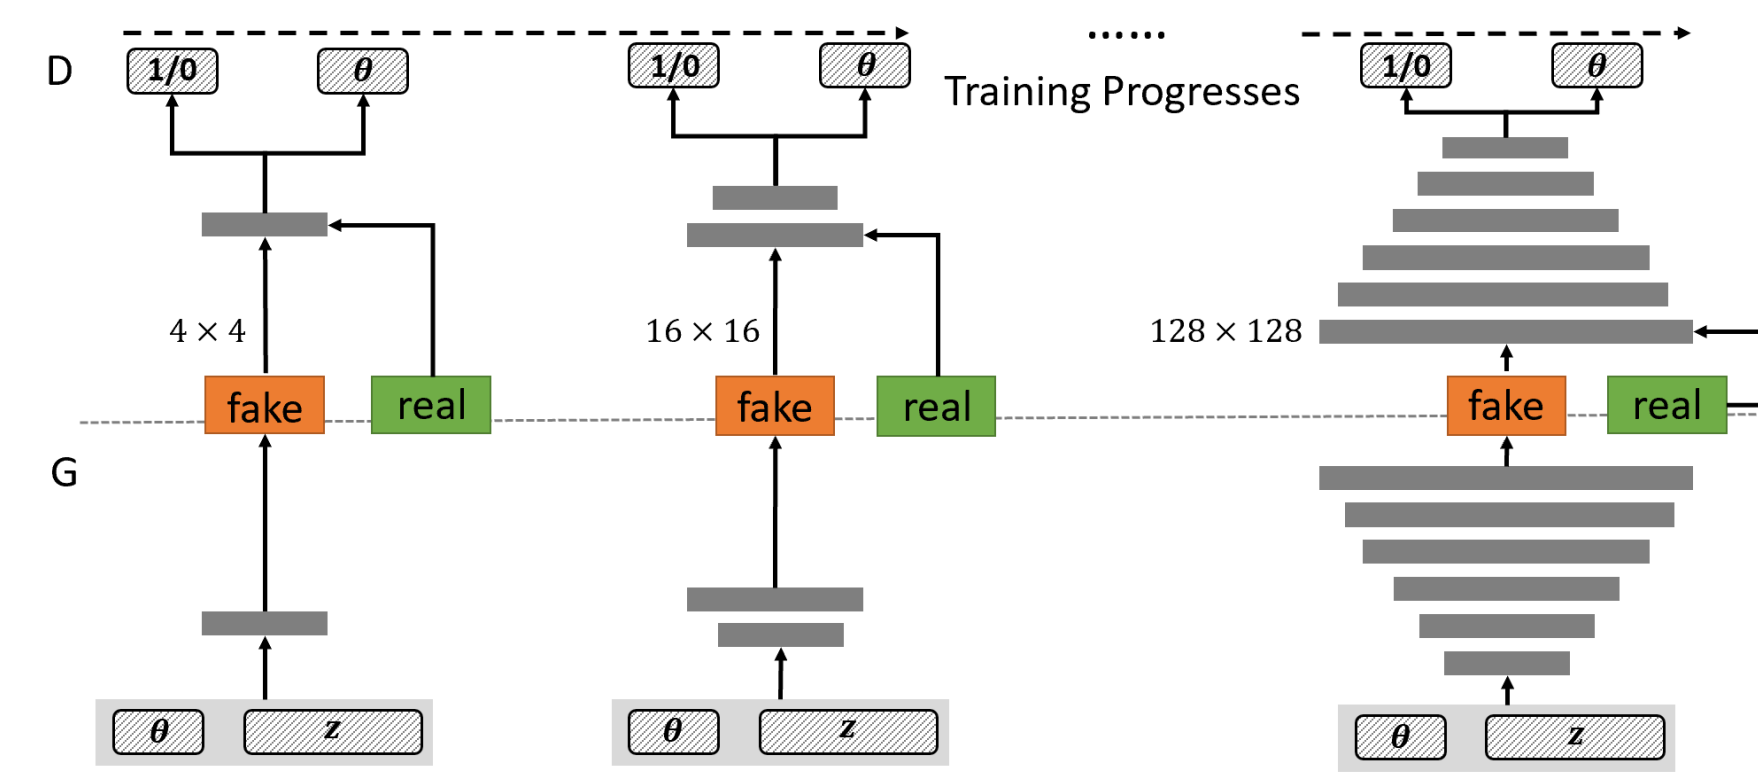 D
1/0
θ
1/0
θ
......
Training Progresses
1/0
θ
4 × 4
16 × 16
128 × 128
fake
real
fake
real
fake
real
G
θ
z
θ
z
θ
z